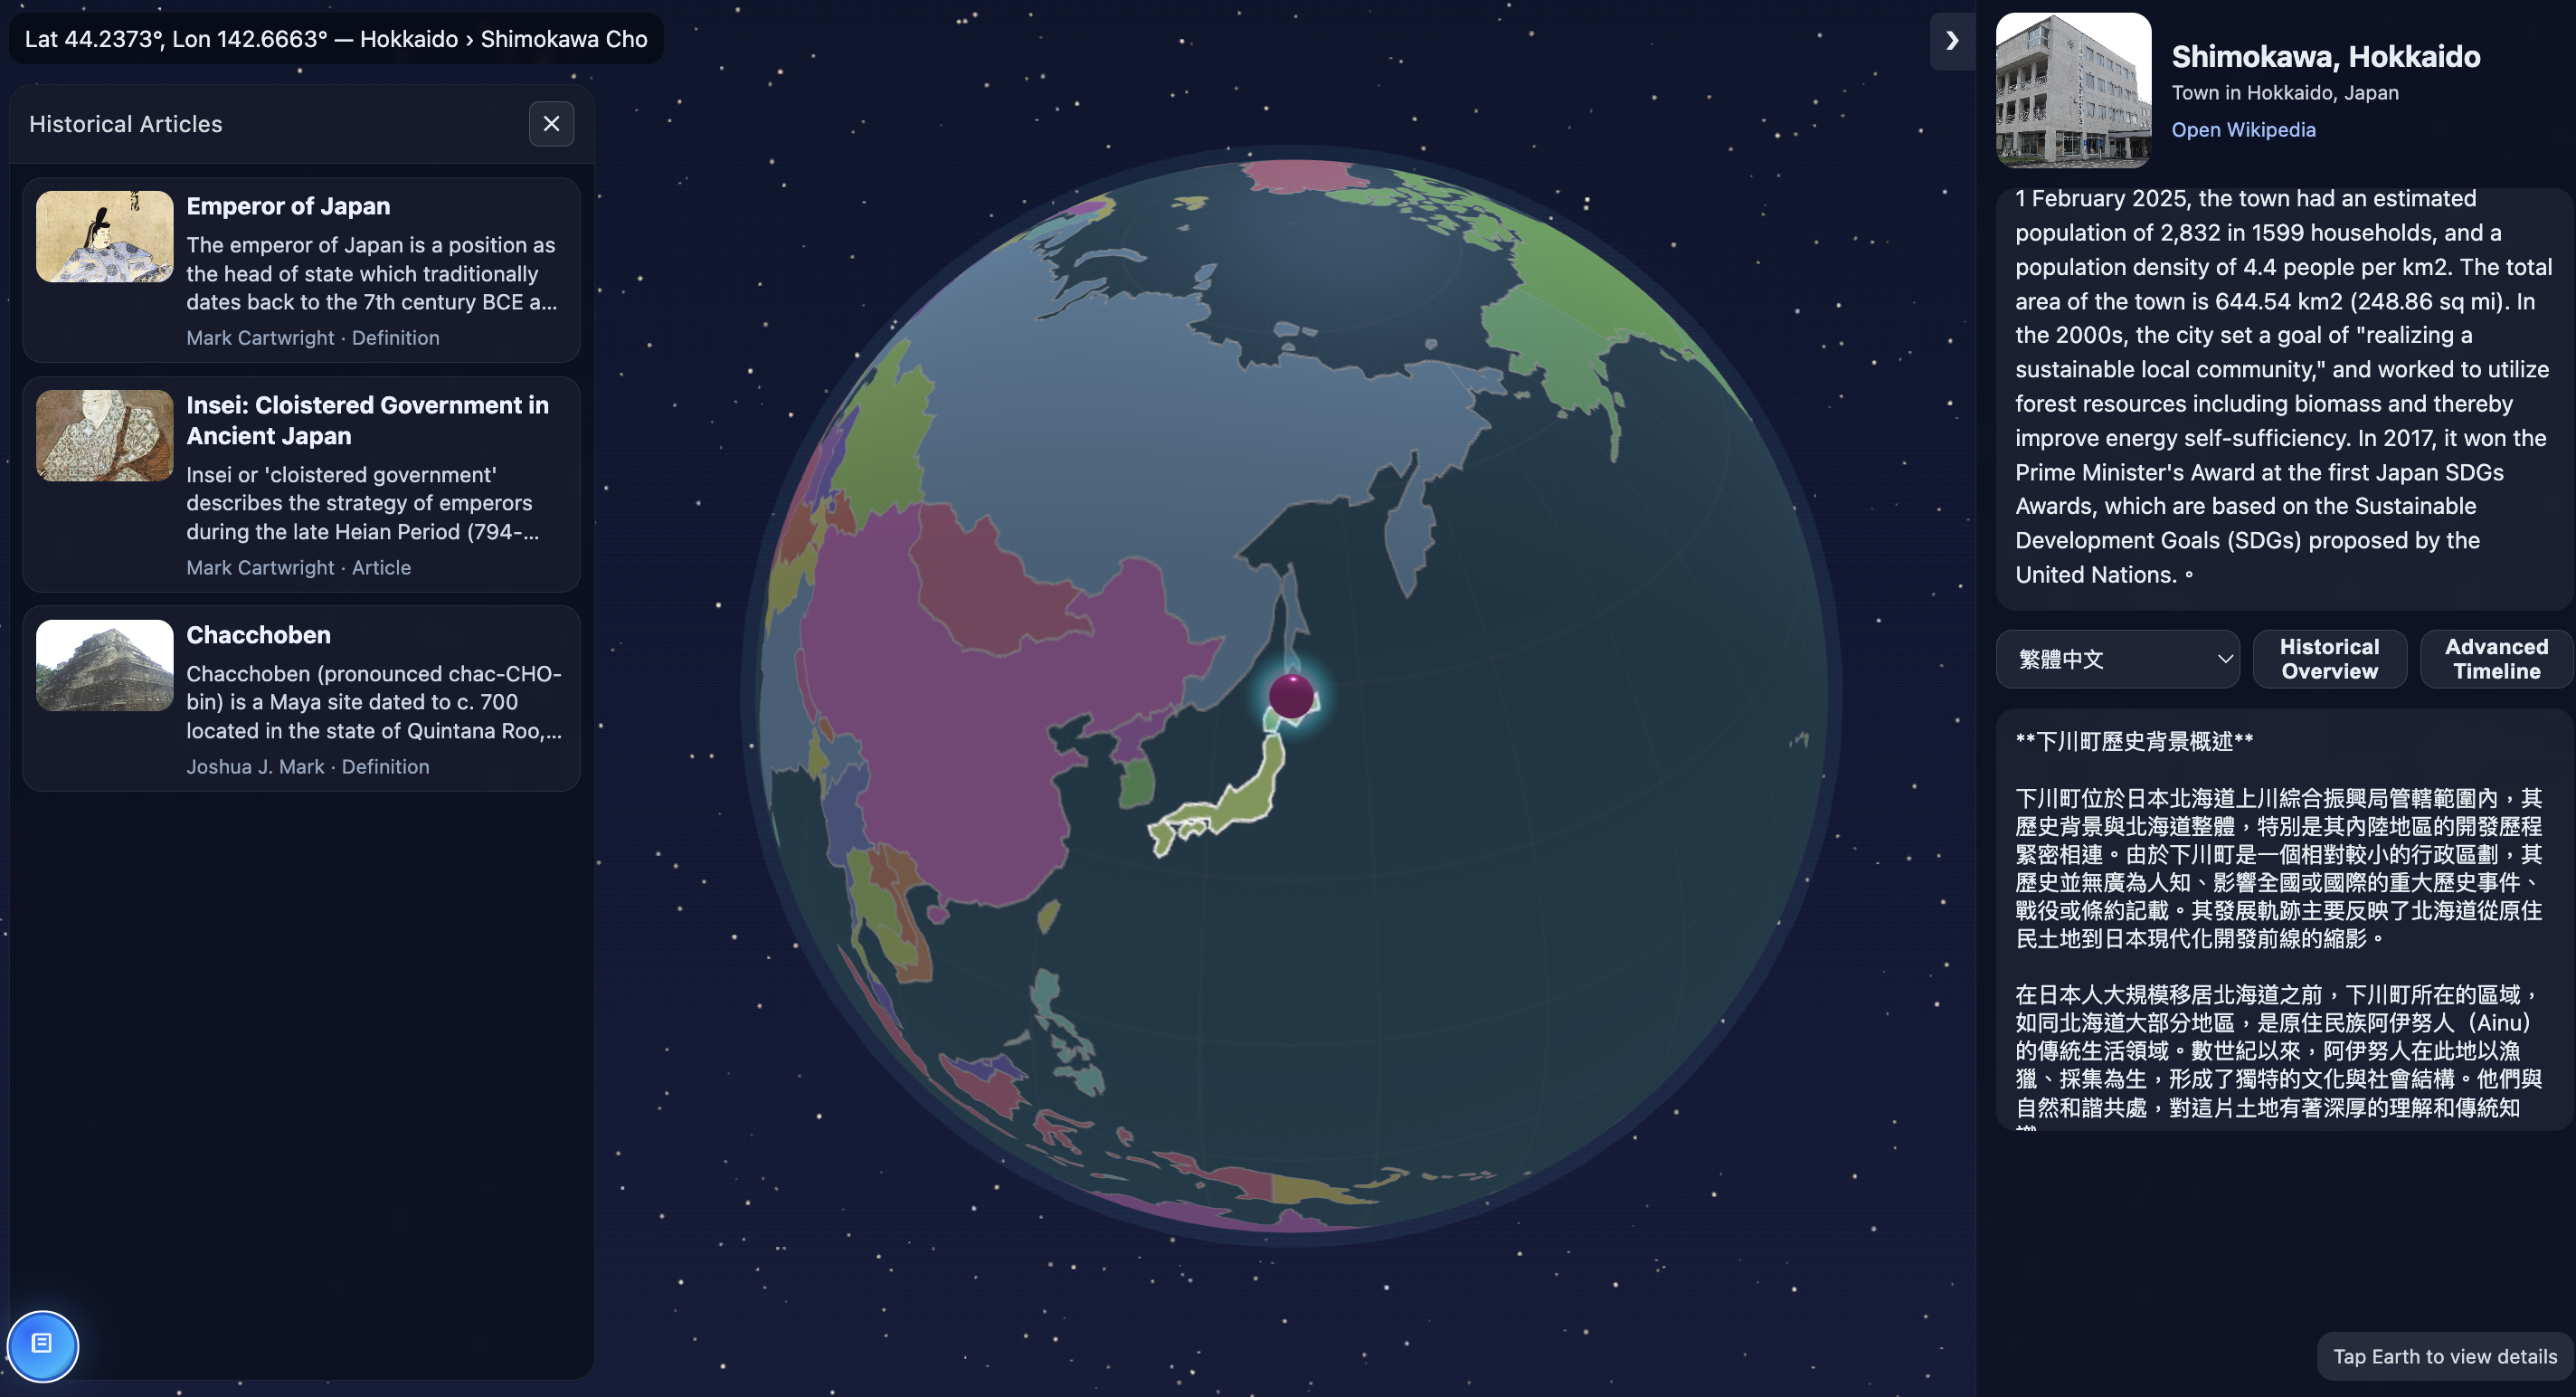 Lat 44.2373°, Lon 142.6663° — Hokkaido › Shimokawa Cho
Historical Articles
Emperor of Japan
The emperor of Japan is a position as
the head of state which traditionally
dates back to the 7th century BCE a...
Mark Cartwright · Definition
Insei: Cloistered Government in
Ancient Japan
Insei or 'cloistered government'
describes the strategy of emperors
during the late Heian Period (794-...
Mark Cartwright · Article
Chacchoben
Chacchoben (pronounced chac-CHO-
bin) is a Maya site dated to c. 700
located in the state of Quintana Roo,...
Joshua J. Mark · Definition
Shimokawa, Hokkaido
Town in Hokkaido, Japan
Open Wikipedia
1 February 2025, the town had an estimated
population of 2,832 in 1599 households, and a
population density of 4.4 people per km2. The total
area of the town is 644.54 km2 (248.86 sq mi). In
the 2000s, the city set a goal of "realizing a
sustainable local community," and worked to utilize
forest resources including biomass and thereby
improve energy self-sufficiency. In 2017, it won the
Prime Minister's Award at the first Japan SDGs
Awards, which are based on the Sustainable
Development Goals (SDGs) proposed by the
United Nations. 。
繁體中文
Historical
Overview
Advanced
Timeline
**下川町歷史背景概述**
下川町位於日本北海道上川綜合振興局管轄範圍內，其
歷史背景與北海道整體，特別是其內陸地區的開發歷程
緊密相連。由於下川町是一個相對較小的行政區劃，其
歷史並無廣為人知、影響全國或國際的重大歷史事件、
戰役或條約記載。其發展軌跡主要反映了北海道從原住
民土地到日本現代化開發前線的縮影。
在日本人大規模移居北海道之前，下川町所在的區域，
如同北海道大部分地區，是原住民族阿伊努人（Ainu）
的傳統生活領域。數世紀以來，阿伊努人在此地以漁
獵、採集為生，形成了獨特的文化與社會結構。他們與
自然和諧共處，對這片土地有著深厚的理解和傳統知
Tap Earth to view details